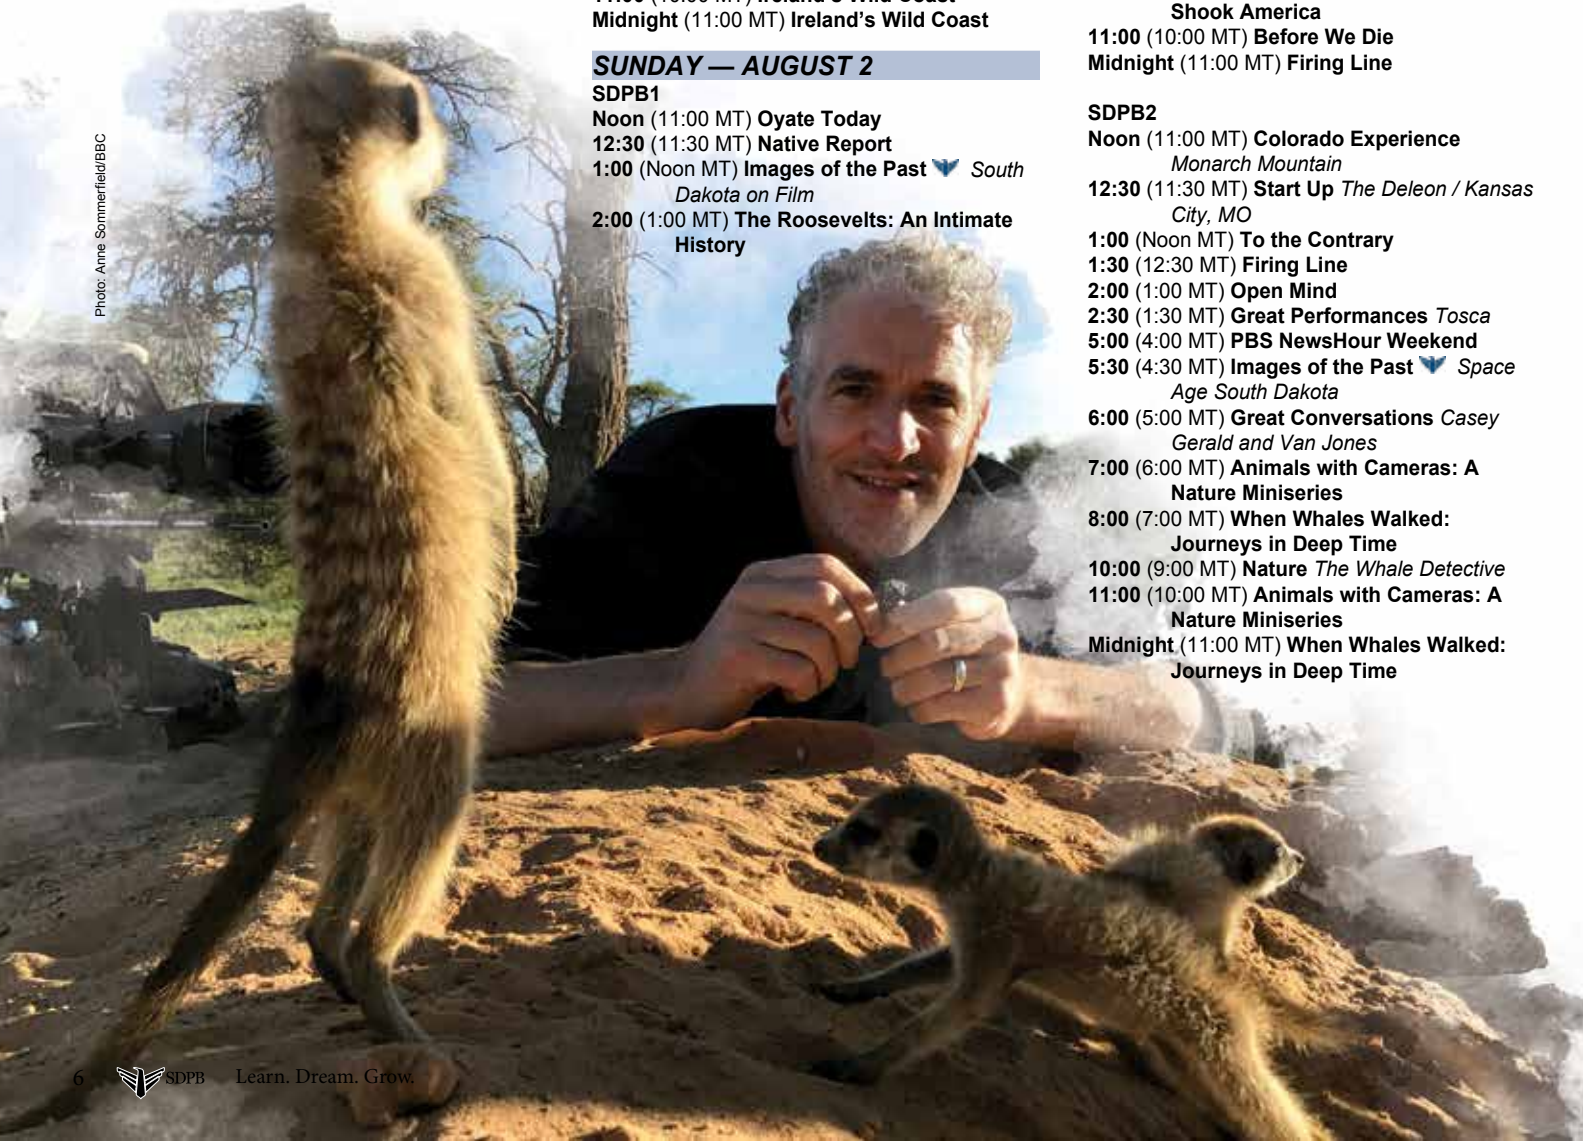 11:00 (10:00 MT) Ireland's Wild Coast
Midnight (11:00 MT) Ireland's Wild Coast
SUNDAY — AUGUST 2
SDPB1
Noon (11:00 MT) Oyate Today
12:30 (11:30 MT) Native Report
1:00 (Noon MT) Images of the Past South
Dakota on Film
2:00 (1:00 MT) The Roosevelts: An Intimate
History
Shook America
11:00 (10:00 MT) Before We Die
Midnight (11:00 MT) Firing Line
SDPB2
Noon (11:00 MT) Colorado Experience
Monarch Mountain
12:30 (11:30 MT) Start Up The Deleon / Kansas
City, MO
1:00 (Noon MT) To the Contrary
1:30 (12:30 MT) Firing Line
2:00 (1:00 MT) Open Mind
2:30 (1:30 MT) Great Performances Tosca
5:00 (4:00 MT) PBS NewsHour Weekend
5:30 (4:30 MT) Images of the Past Space
Age South Dakota
6:00 (5:00 MT) Great Conversations Casey
Gerald and Van Jones
7:00 (6:00 MT) Animals with Cameras: A
Nature Miniseries
8:00 (7:00 MT) When Whales Walked:
Journeys in Deep Time
10:00 (9:00 MT) Nature The Whale Detective
11:00 (10:00 MT) Animals with Cameras: A
Nature Miniseries
Midnight (11:00 MT) When Whales Walked:
Journeys in Deep Time
Photo: Anne Sommerfield/BBC
6 SDPB Learn. Dream. Grow.